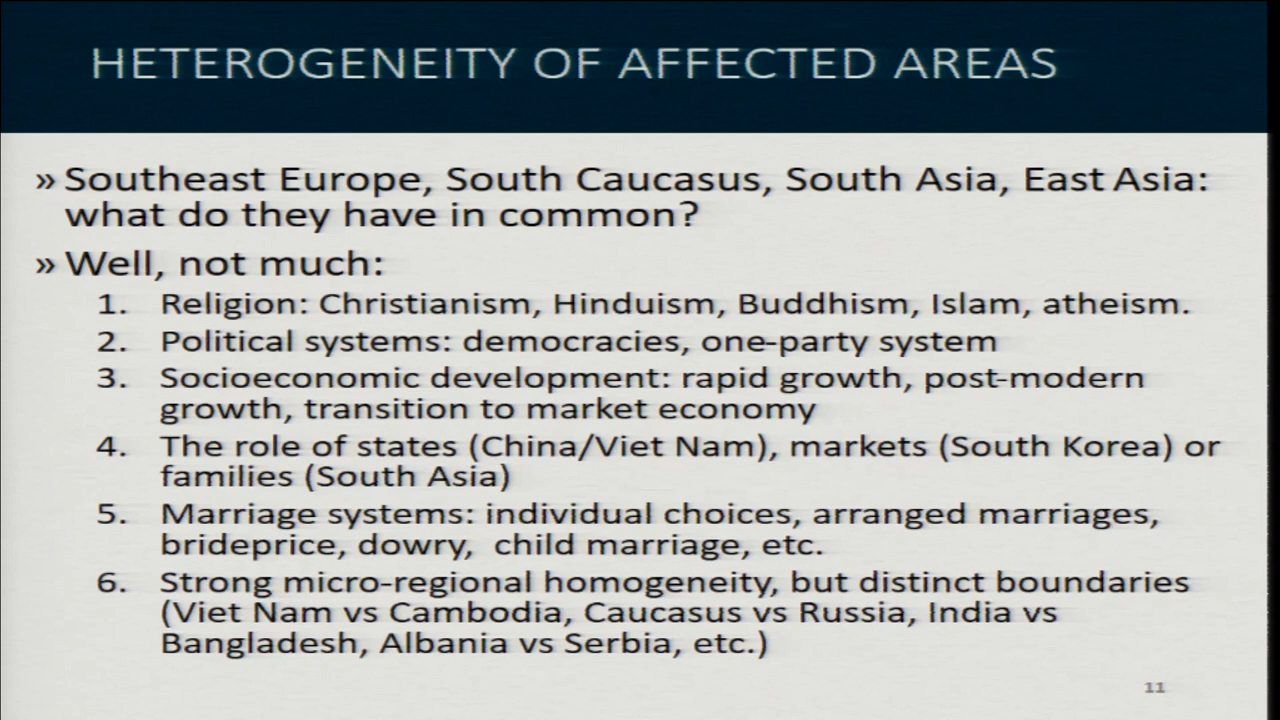 HETEROGENEITY OF AFFECTED AREAS
» Southeast Europe, South Caucasus, South Asia, East Asia:
what do they have in common?
» Well, not much:
1. Religion: Christianism, Hinduism, Buddhism, Islam, atheism.
2. Political systems: democracies, one-party system
3. Socioeconomic development: rapid growth, post-modern
growth, transition to market economy
4. The role of states (China/Viet Nam), markets (South Korea) or
families (South Asia)
5. Marriage systems: individual choices, arranged marriages,
brideprice, dowry, child marriage, etc.
6. Strong micro-regional homogeneity, but distinct boundaries
(Viet Nam vs Cambodia, Caucasus vs Russia, India vs
Bangladesh, Albania vs Serbia, etc.)
11